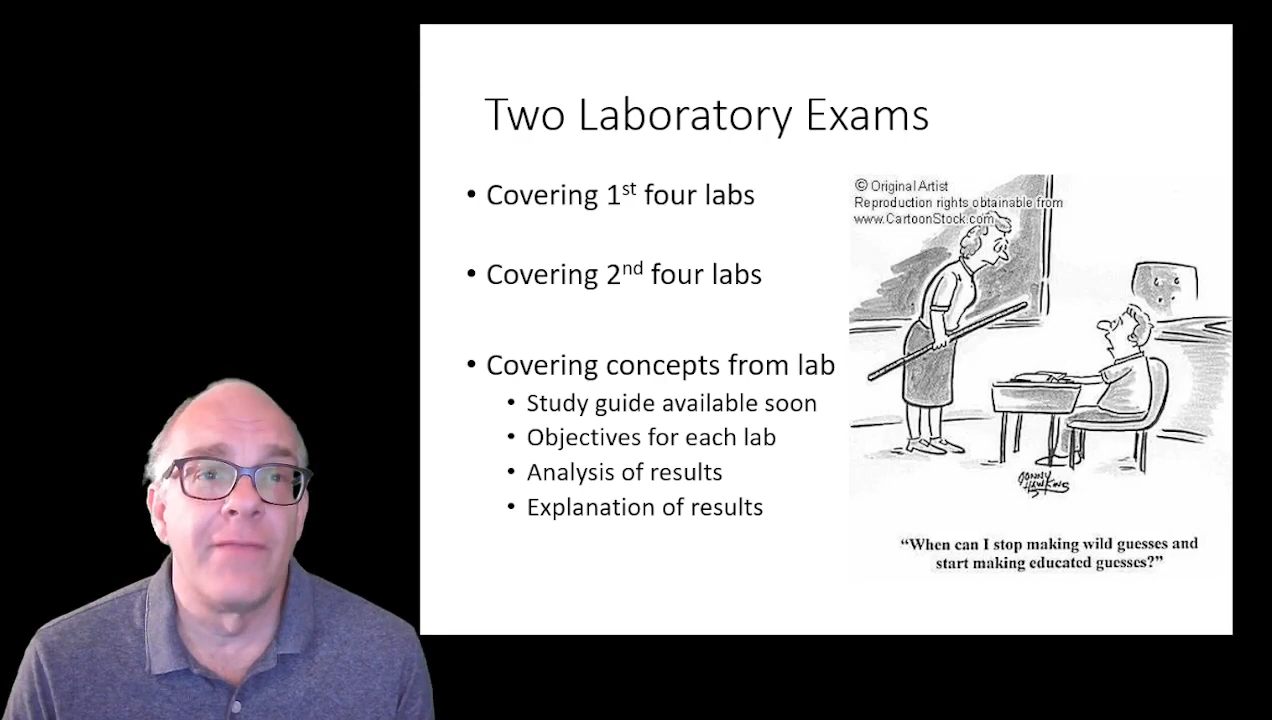 Two Laboratory Exams
• Covering 1st four labs
• Covering 2nd four labs
• Covering concepts from lab
• Study guide available soon
• Objectives for each lab
• Analysis of results
• Explanation of results
© Original Artist
Reproduction rights obtainable from
www.CartoonStock.com
JONNY
HAWKINS
“When can I stop making wild guesses and
start making educated guesses?”